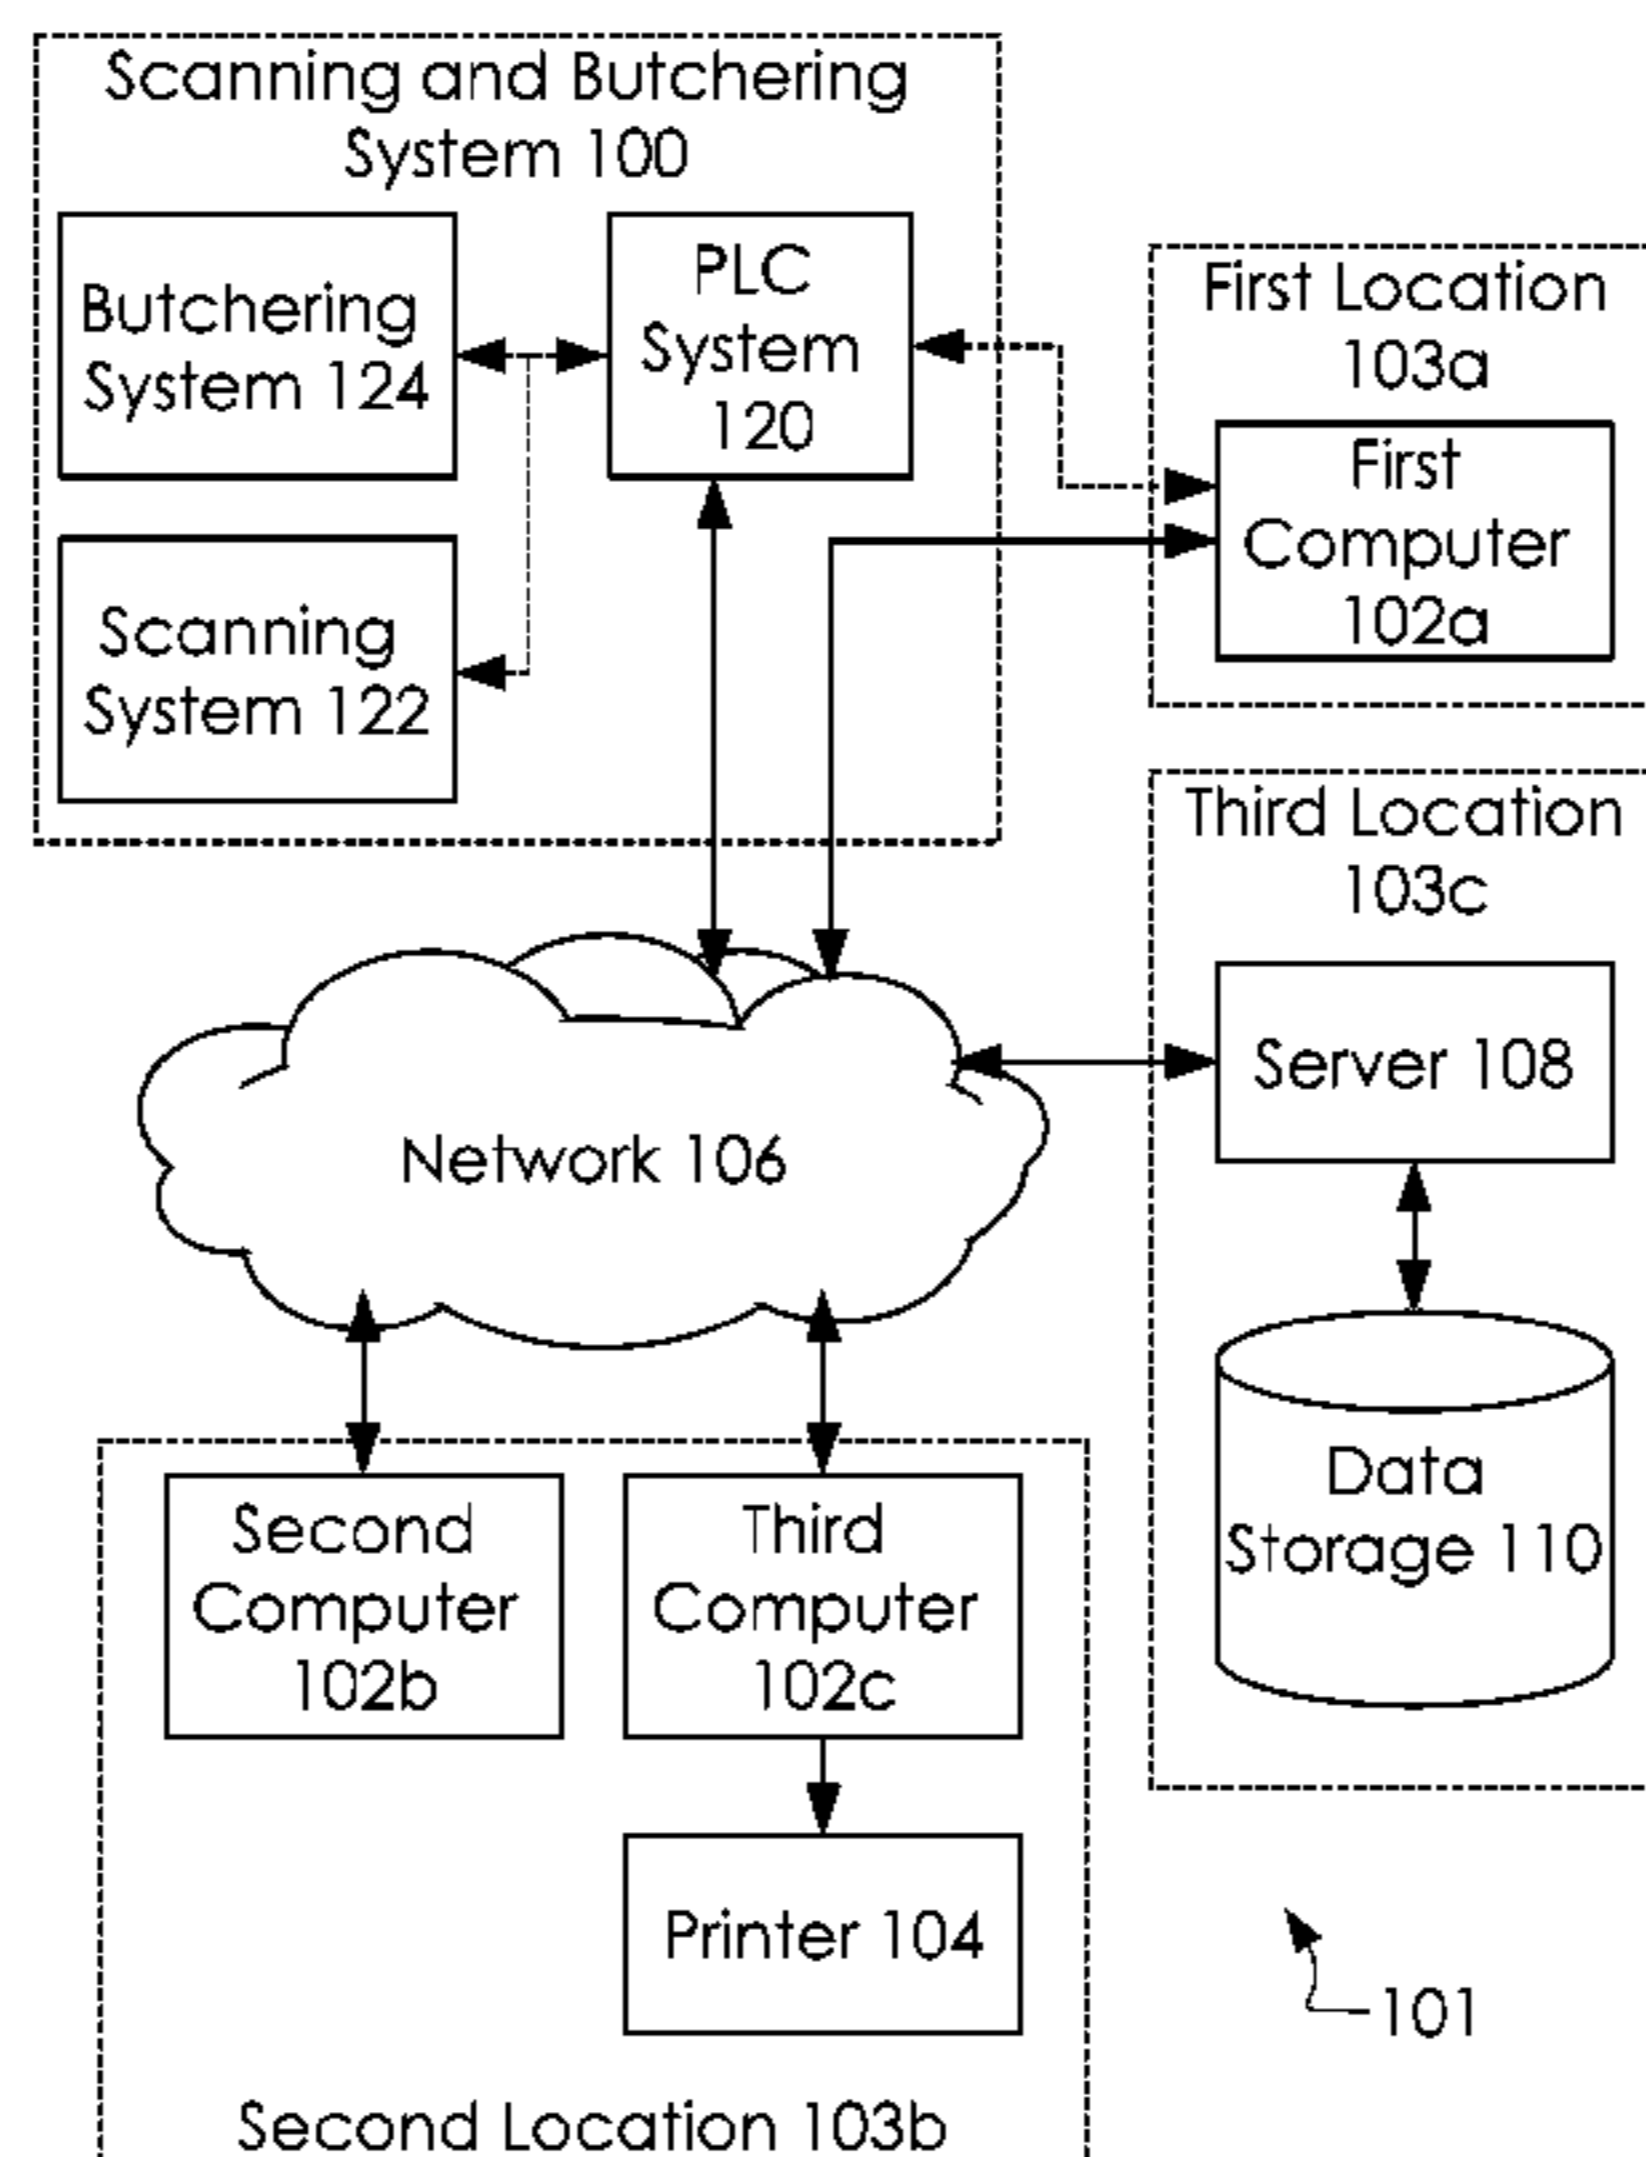 Scanning and Butchering
System 100
Butchering
System 124
PLC
System
120
Scanning
System 122
First Location
103a
First
Computer
102a
Third Location
103c
Server 108
Data
Storage 110
Network 106
Second
Computer
102b
Third
Computer
102c
Printer 104
Second Location 103b
101